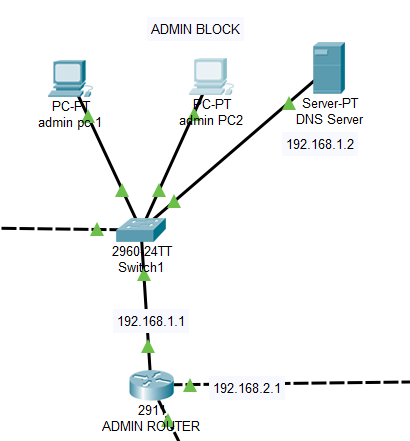 ADMIN BLOCK
PC-PT
admin pc 1
PC-PT
admin PC2
Server-PT
DNS Server
192.168.1.2
2960-24TT
Switch1
192.168.1.1
192.168.2.1
291
ADMIN ROUTER